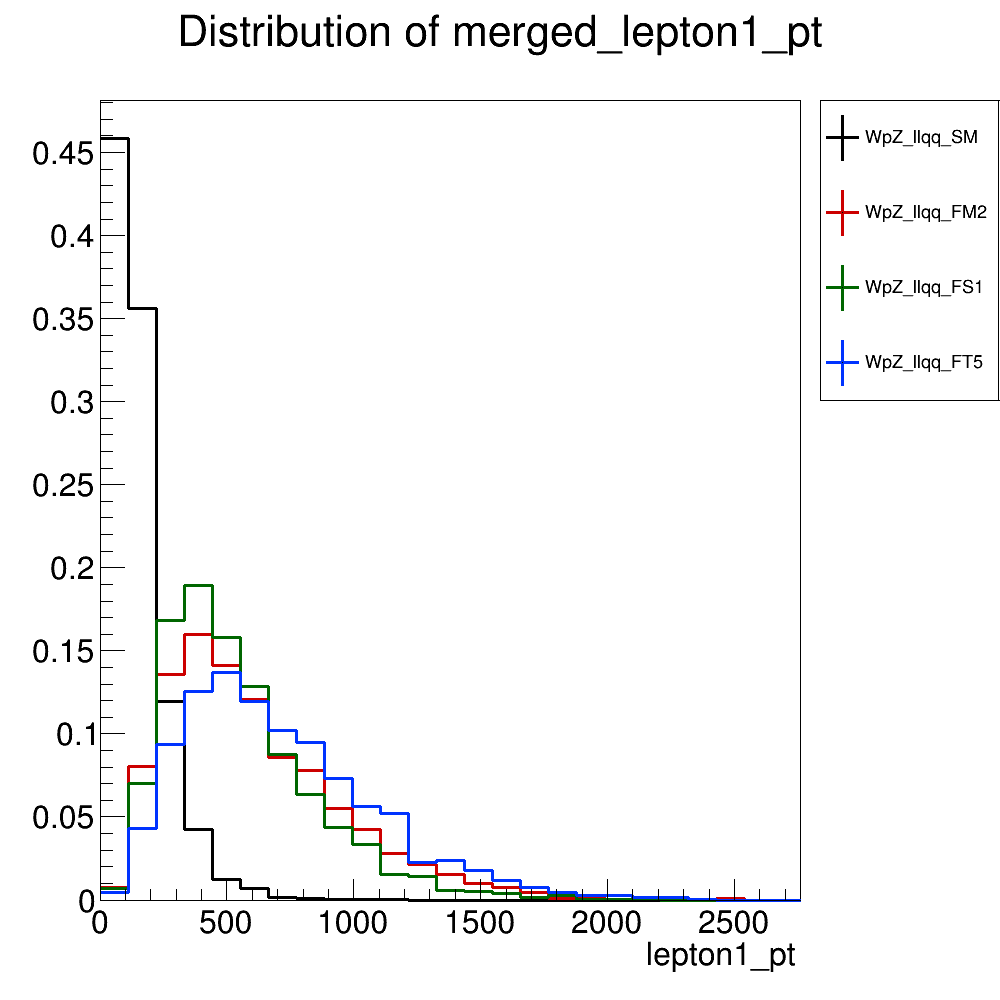 Distribution of merged_lepton1_pt
0.45
0.4
0.35
0.3
0.25
0.2
0.15
0.1
0.05
0
0 500 1000 1500 2000 2500
lepton1_pt
WpZ_llqq_SM
WpZ_llqq_FM2
WpZ_llqq_FS1
WpZ_llqq_FT5